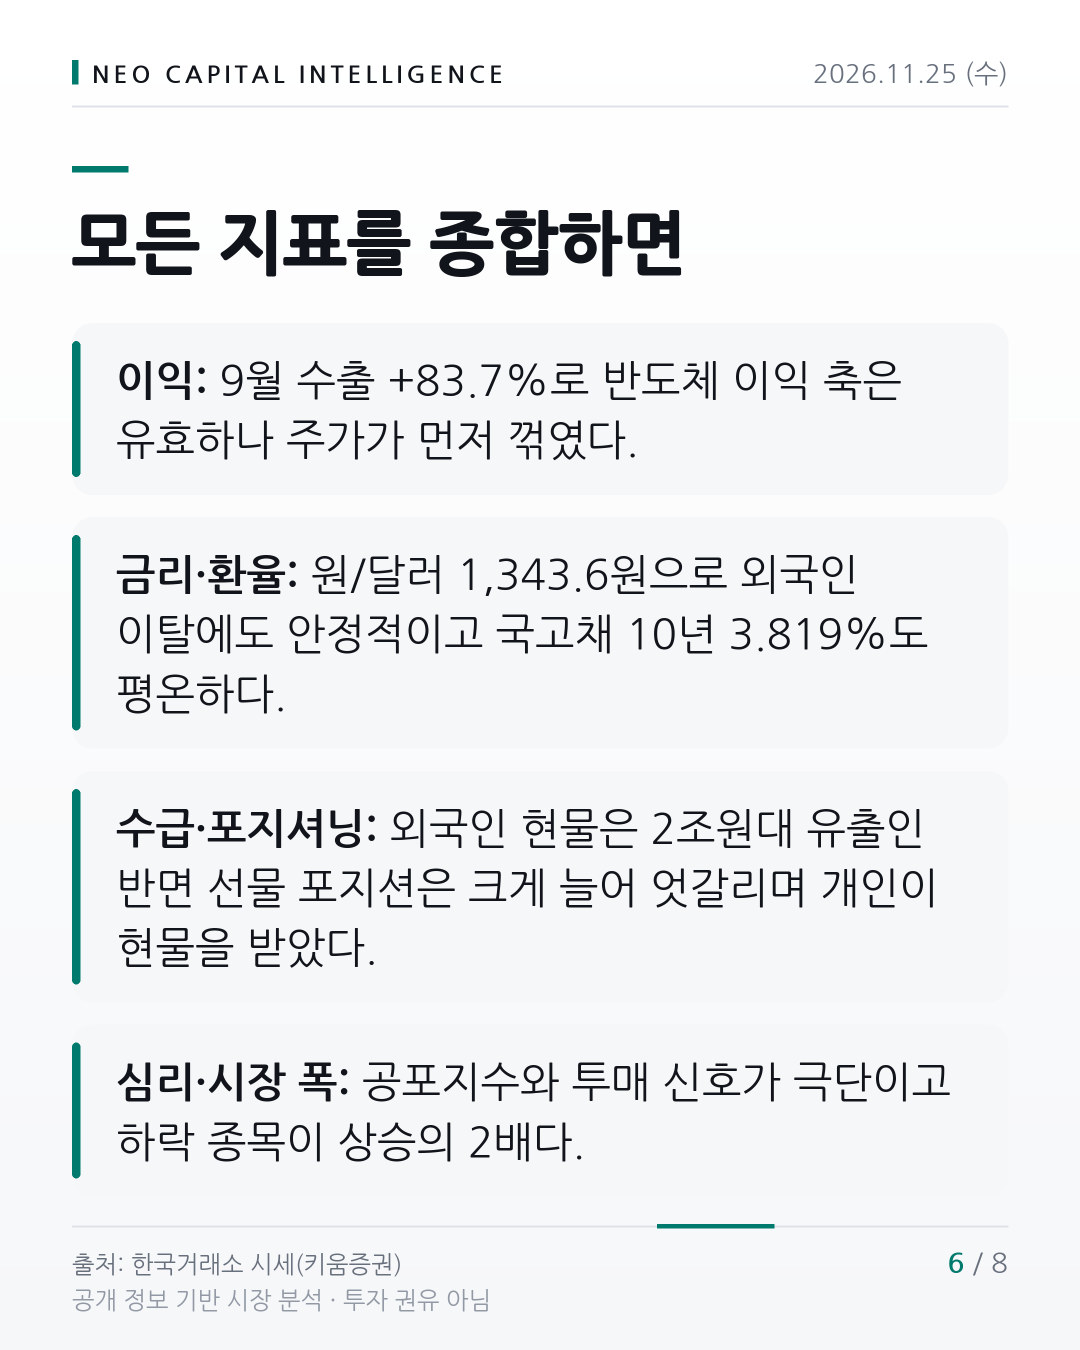 NEO CAPITAL INTELLIGENCE
2026.11.25 (수)
모든 지표를 종합하면
이익: 9월 수출 +83.7%로 반도체 이익 축은
유효하나 주가가 먼저 꺾였다.
금리·환율: 원/달러 1,343.6원으로 외국인
이탈에도 안정적이고 국고채 10년 3.819%도
평온하다.
수급·포지셔닝: 외국인 현물은 2조원대 유출인
반면 선물 포지션은 크게 늘어 엇갈리며 개인이
현물을 받았다.
심리·시장 폭: 공포지수와 투매 신호가 극단이고
하락 종목이 상승의 2배다.
출처: 한국거래소 시세(키움증권)
6 / 8
공개 정보 기반 시장 분석 · 투자 권유 아님